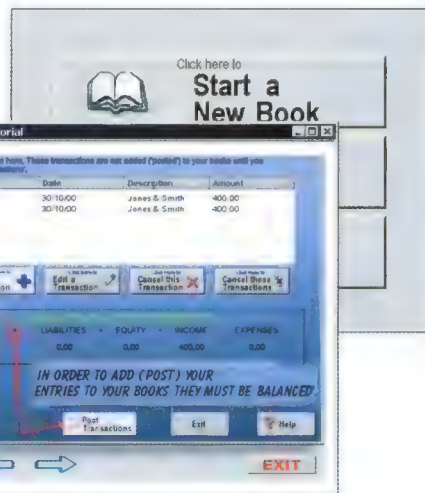 Click here to
Start a
New Book
orial
here. These transactions are not added ('posted') to your books until you
actions'.
Date Description Amount
30/10/00 Jones & Smith 400.00
30/10/00 Jones & Smith 400.00
on
Edit a
Transaction
Cancel this
Transaction
Cancel these
Transactions
LIABILITIES + EQUITY + INCOME EXPENSES
0.00 0.00 400.00 0.00
IN ORDER TO ADD (POST) YOUR
ENTRIES TO YOUR BOOKS THEY MUST BE BALANCED
Post
Transactions
Exit
? Help
EXIT